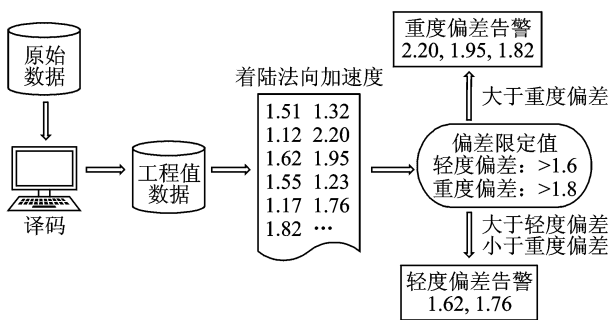 原始
数据
译码
工程值
数据
着陆法向加速度
1.51 1.32
1.12 2.20
1.62 1.95
1.55 1.23
1.17 1.76
1.82 …
偏差限定值
轻度偏差：>1.6
重度偏差：>1.8
大于重度偏差
重度偏差告警
2.20, 1.95, 1.82
大于轻度偏差
小于重度偏差
轻度偏差告警
1.62, 1.76